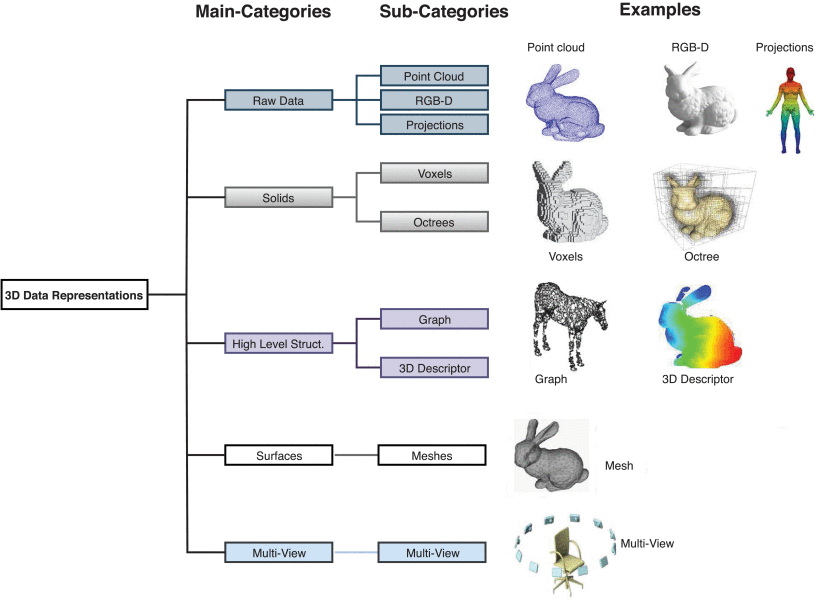 Main-Categories
Sub-Categories
Examples
Point cloud
RGB-D
Projections
Point Cloud
Raw Data
RGB-D
Projections
Voxels
Solids
Octrees
Voxels
Octree
3D Data Representations
Graph
High Level Struct.
3D Descriptor
Graph
3D Descriptor
Surfaces
Meshes
Mesh
Multi-View
Multi-View
Multi-View